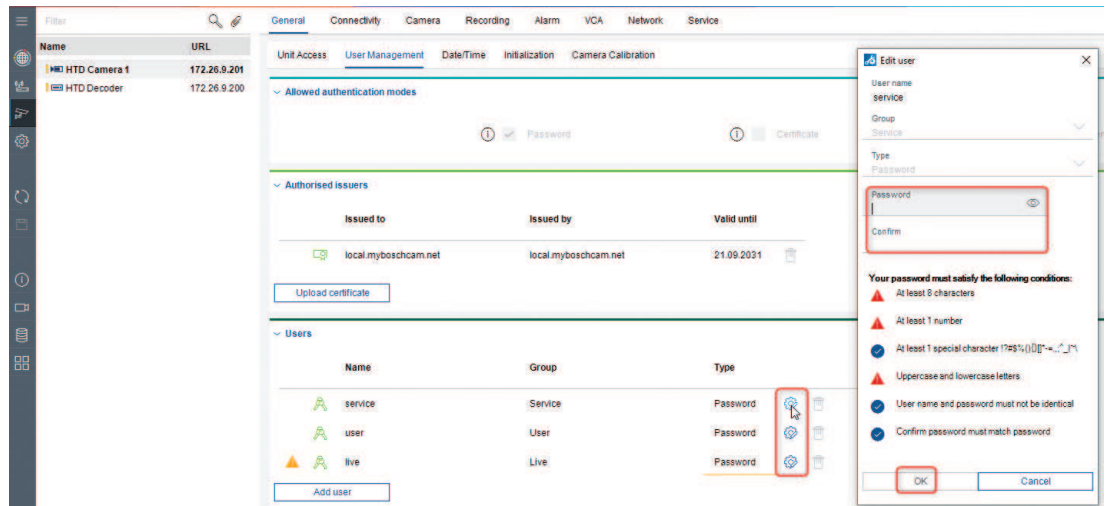 Filter
General Connectivity Camera Recording Alarm VCA Network Service
Name URL
HTD Camera 1 172.26.9.201
HTD Decoder 172.26.9.200
Unit Access User Management Date/Time Initialization Camera Calibration
Allowed authentication modes
Password Certificate
Authorised issuers
Issued to Issued by Valid until
local.myboschcam.net local.myboschcam.net 21.09.2031
Upload certificate
Users
Name Group Type
service Service Password
user User Password
live Live Password
Add user
Edit user
User name
service
Group
Service
Type
Password
Password
Confirm
Your password must satisfy the following conditions:
At least 8 characters
At least 1 number
At least 1 special character
Uppercase and lowercase letters
User name and password must not be identical
Confirm password must match password
OK Cancel